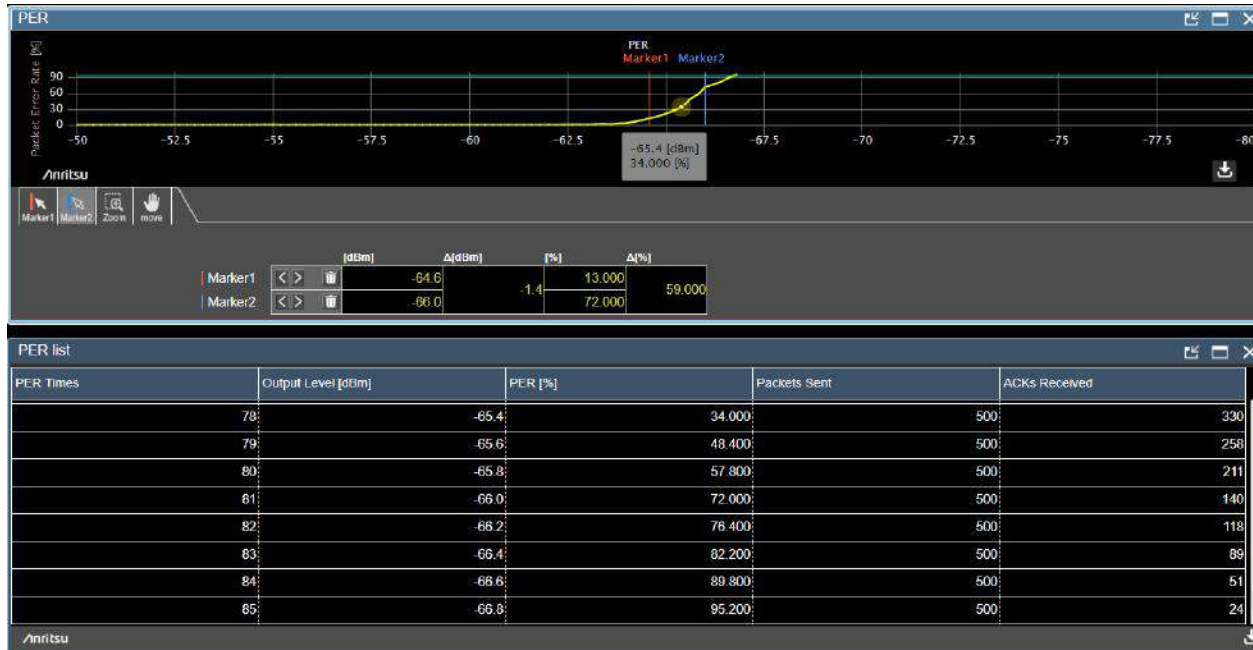 PER
PER
Marker1 Marker2
Packet Error Rate [%]
90
60
30
0
-50 -52.5 -55 -57.5 -60 -62.5 -67.5 -70 -72.5 -75 -77.5 -80
-65.4 [dBm]
34.000 [%]
Anritsu
Marker1 Marker2 Zoom move
[dBm] Δ[dBm] [%] Δ[%]
Marker1 < > -64.6 -1.4 13.000 59.000
Marker2 < > -66.0 72.000
PER list
PER Times Output Level [dBm] PER [%] Packets Sent ACKs Received
78 -65.4 34.000 500 330
79 -65.6 48.400 500 258
80 -65.8 57.800 500 211
81 -66.0 72.000 500 140
82 -66.2 76.400 500 118
83 -66.4 82.200 500 89
84 -66.6 89.800 500 51
85 -66.8 95.200 500 24
Anritsu